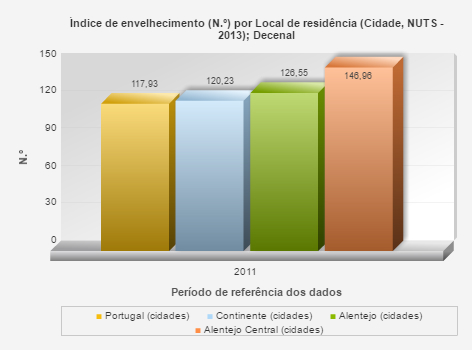 Índice de envelhecimento (N.º) por Local de residência (Cidade, NUTS -
2013); Decenal
150
120
90
60
30
0
N.º
117,93
120,23
126,55
146,96
2011
Período de referência dos dados
Portugal (cidades)
Continente (cidades)
Alentejo (cidades)
Alentejo Central (cidades)